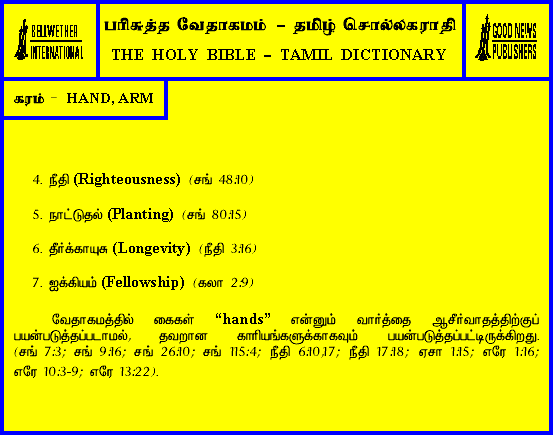 BELLWETHER
INTERNATIONAL
பரிசுத்த வேதாகமம் – தமிழ் சொல்லகராதி
THE HOLY BIBLE – TAMIL DICTIONARY
GOOD NEWS
PUBLISHERS
கரம் – HAND, ARM
4. நீதி (Righteousness) (சங் 48:10)
5. நாட்டுதல் (Planting) (சங் 80:15)
6. தீர்க்காயுசு (Longevity) (நீதி 3:16)
7. ஐக்கியம் (Fellowship) (கலா 2:9)
வேதாகமத்தில் கைகள் “hands” என்னும் வார்த்தை ஆசீர்வாதத்திற்குப்
பயன்படுத்தப்படாமல், தவறான காரியங்களுக்காகவும் பயன்படுத்தப்பட்டிருக்கிறது.
(சங் 7:3; சங் 9:16; சங் 26:10; சங் 115:4; நீதி 6:10,17; நீதி 17:18; ஏசா 1:15; எரே 1:16;
எரே 10:3-9; எரே 13:22).